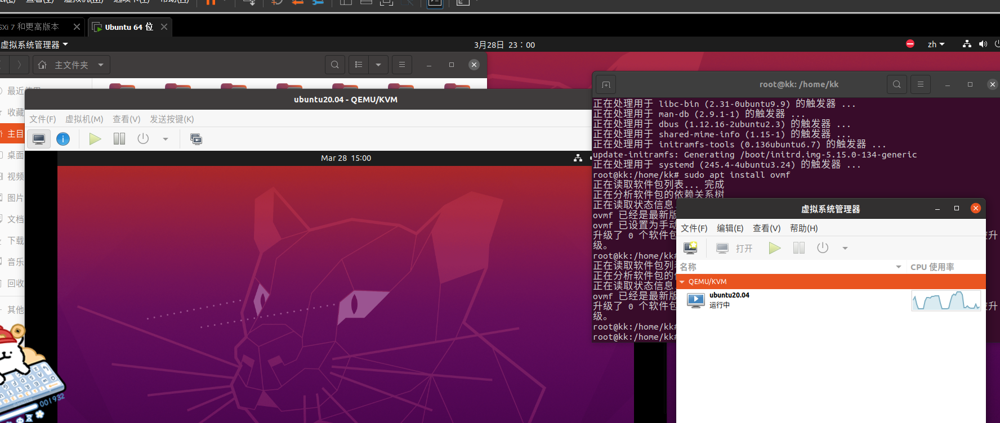 查看(V)
虚拟机(M)
选项卡(T)
帮助(H)
SXi 7 和更高版本
Ubuntu 64 位
虚拟系统管理器
3月28日 23：00
zh
主文件夹
最近使用
收藏
主目
桌面
视频
图片
文档
下载
音乐
回收
其他
ubuntu20.04 - QEMU/KVM
文件(F) 虚拟机(M) 查看(V) 发送按键(K)
Mar 28 15:00
root@kk: /home/kk
正在处理用于 libc-bin (2.31-0ubuntu9.9) 的触发器 ...
正在处理用于 man-db (2.9.1-1) 的触发器 ...
正在处理用于 dbus (1.12.16-2ubuntu2.3) 的触发器 ...
正在处理用于 shared-mime-info (1.15-1) 的触发器 ...
正在处理用于 initramfs-tools (0.136ubuntu6.7) 的触发器 ...
update-initramfs: Generating /boot/initrd.img-5.15.0-134-generic
正在处理用于 systemd (245.4-4ubuntu3.24) 的触发器 ...
root@kk:/home/kk# sudo apt install ovmf
正在读取软件包列表... 完成
正在分析软件包的依赖关系树
正在读取状态信息
ovmf 已经是最新版
ovmf 已设置为手动
升级了 0 个软件包
升
级。
root@kk:/home/kk#
正在读取软件包列
正在分析软件包的
正在读取状态信息
ovmf 已经是最新版
升级了 0 个软件包
升
级。
root@kk:/home/kk#
root@kk:/home/kk#
虚拟系统管理器
文件(F) 编辑(E) 查看(V) 帮助(H)
打开
名称
CPU 使用率
QEMU/KVM
ubuntu20.04
运行中
001932